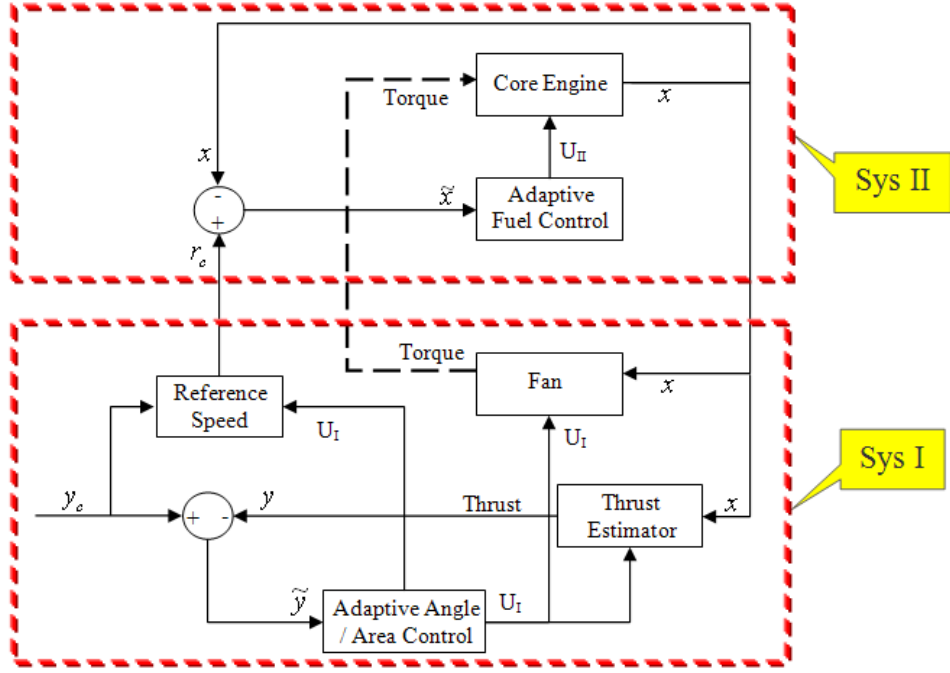 Core Engine
Torque
x
x
U_II
Sys II
x̃
Adaptive
Fuel Control
-
+
r_c
Torque
Fan
x
Reference
Speed
U_I
U_I
Sys I
y_c
+
-
y
Thrust
Thrust
Estimator
x
ỹ
Adaptive Angle
/ Area Control
U_I